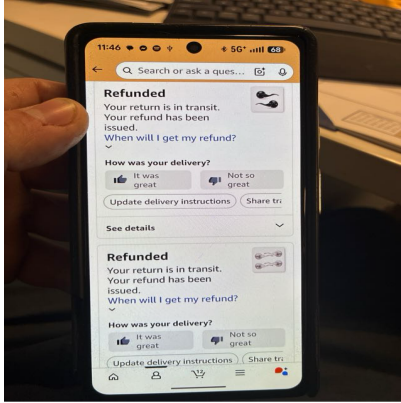 11:46 5G+ 68
Search or ask a ques...
Refunded
Your return is in transit.
Your refund has been
issued.
When will I get my refund?
How was your delivery?
It was
great
Not so
great
Update delivery instructions
Share tra
See details
Refunded
Your return is in transit.
Your refund has been
issued.
When will I get my refund?
How was your delivery?
It was
great
Not so
great
Update delivery instructions
Share tra
12